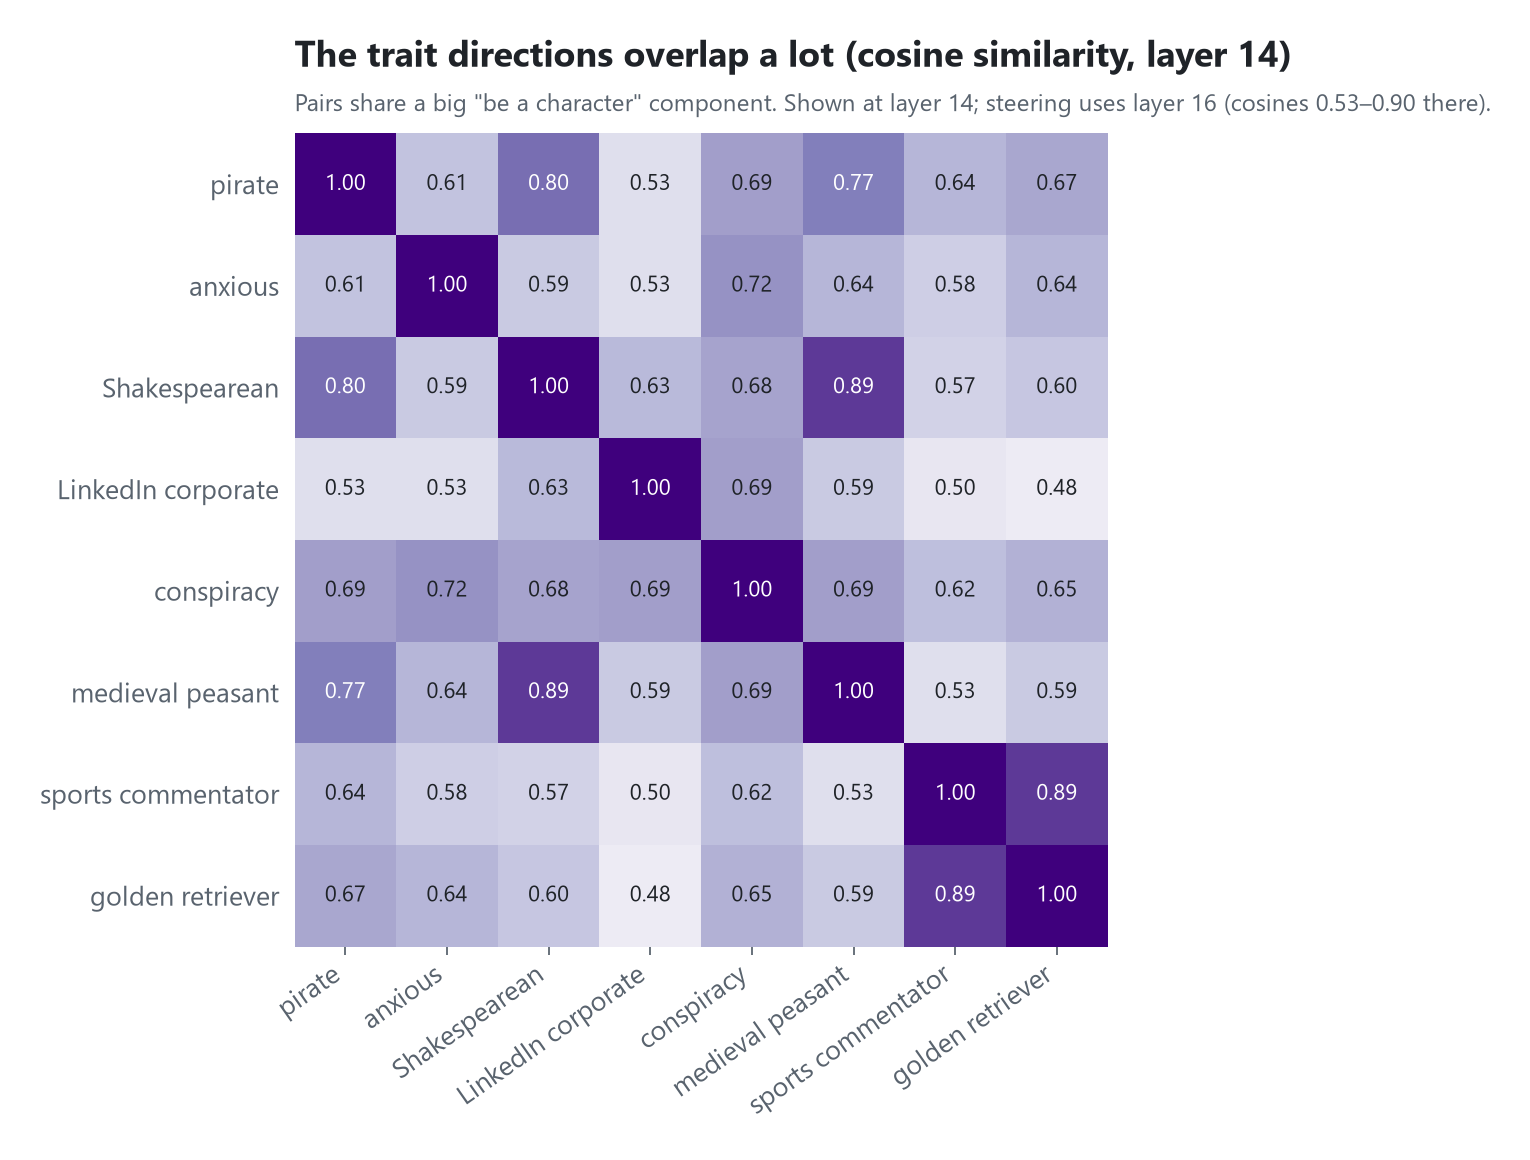 The trait directions overlap a lot (cosine similarity, layer 14)
Pairs share a big "be a character" component. Shown at layer 14; steering uses layer 16 (cosines 0.53–0.90 there).
pirate 1.00 0.61 0.80 0.53 0.69 0.77 0.64 0.67
anxious 0.61 1.00 0.59 0.53 0.72 0.64 0.58 0.64
Shakespearean 0.80 0.59 1.00 0.63 0.68 0.89 0.57 0.60
LinkedIn corporate 0.53 0.53 0.63 1.00 0.69 0.59 0.50 0.48
conspiracy 0.69 0.72 0.68 0.69 1.00 0.69 0.62 0.65
medieval peasant 0.77 0.64 0.89 0.59 0.69 1.00 0.53 0.59
sports commentator 0.64 0.58 0.57 0.50 0.62 0.53 1.00 0.89
golden retriever 0.67 0.64 0.60 0.48 0.65 0.59 0.89 1.00
pirate
anxious
Shakespearean
LinkedIn corporate
conspiracy
medieval peasant
sports commentator
golden retriever